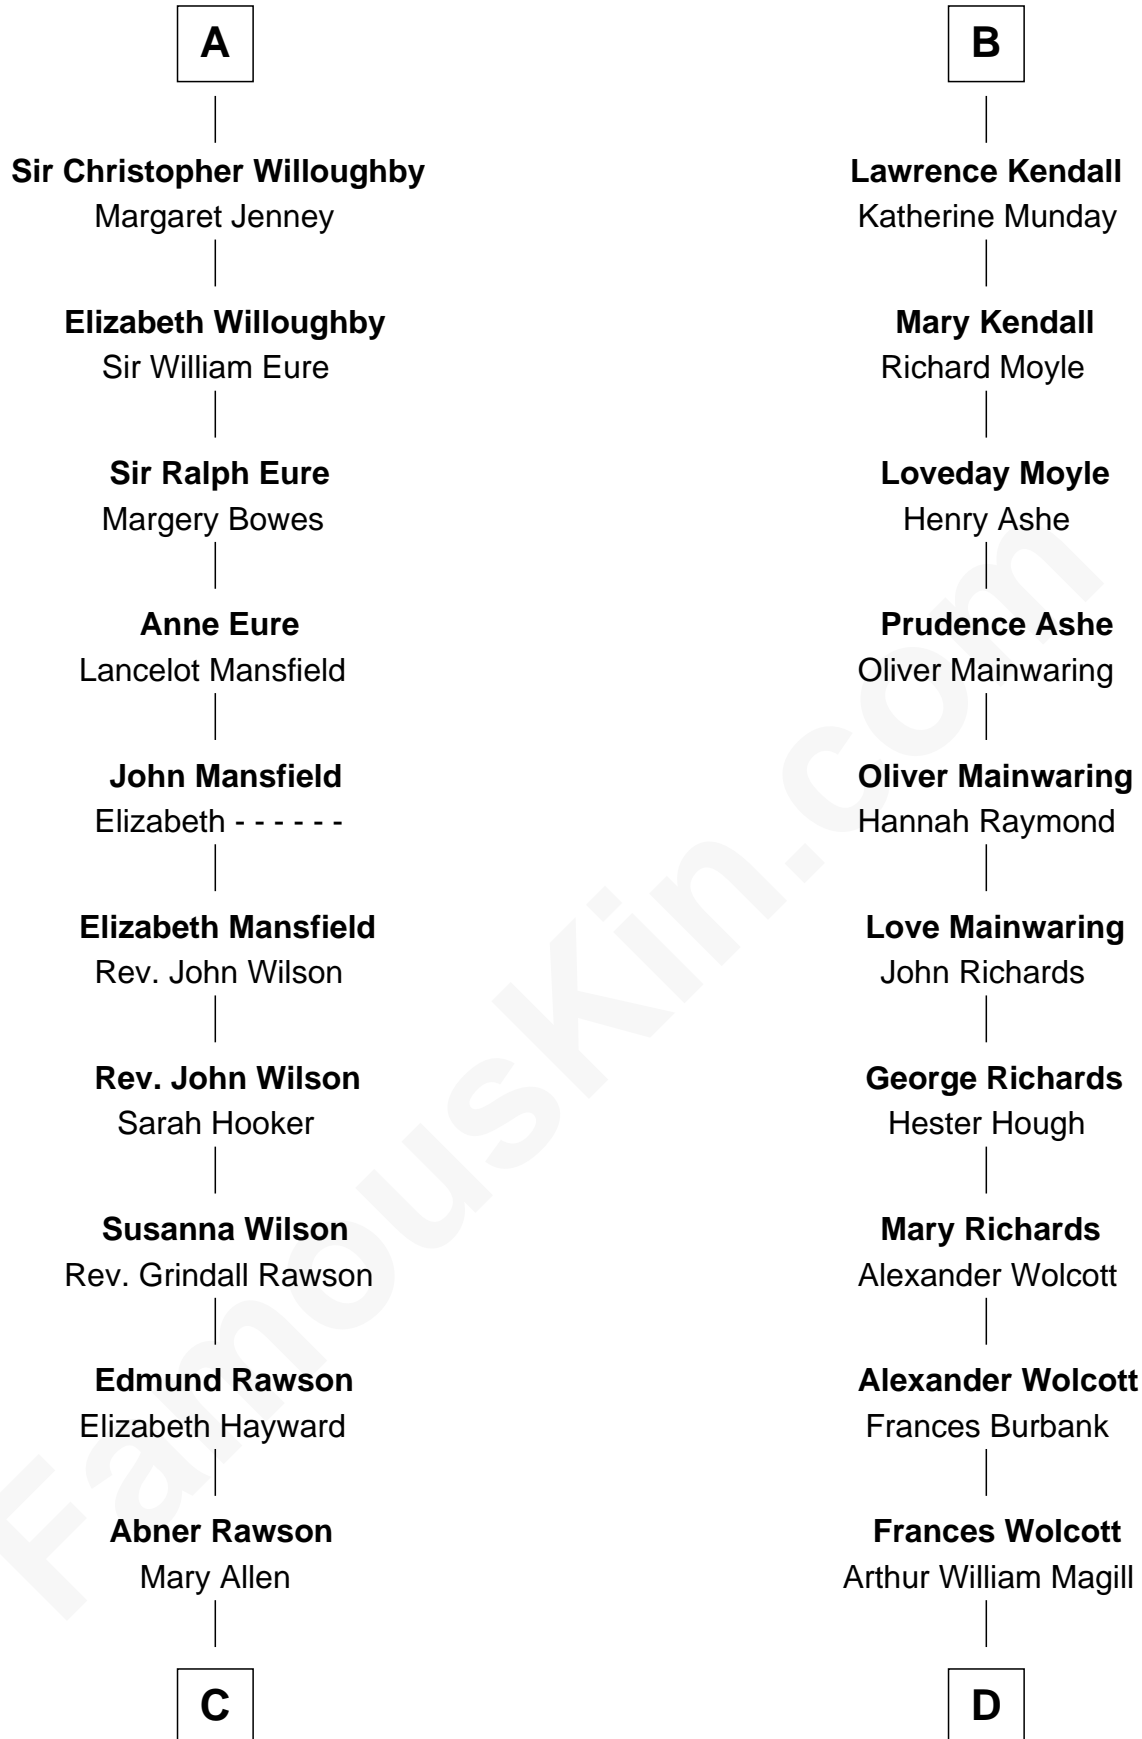 A
Sir Christopher Willoughby
Margaret Jenney
Elizabeth Willoughby
Sir William Eure
Sir Ralph Eure
Margery Bowes
Anne Eure
Lancelot Mansfield
John Mansfield
Elizabeth - - - - - -
Elizabeth Mansfield
Rev. John Wilson
Rev. John Wilson
Sarah Hooker
Susanna Wilson
Rev. Grindall Rawson
Edmund Rawson
Elizabeth Hayward
Abner Rawson
Mary Allen
C
B
Lawrence Kendall
Katherine Munday
Mary Kendall
Richard Moyle
Loveday Moyle
Henry Ashe
Prudence Ashe
Oliver Mainwaring
Oliver Mainwaring
Hannah Raymond
Love Mainwaring
John Richards
George Richards
Hester Hough
Mary Richards
Alexander Wolcott
Alexander Wolcott
Frances Burbank
Frances Wolcott
Arthur William Magill
D
FamousKin.com